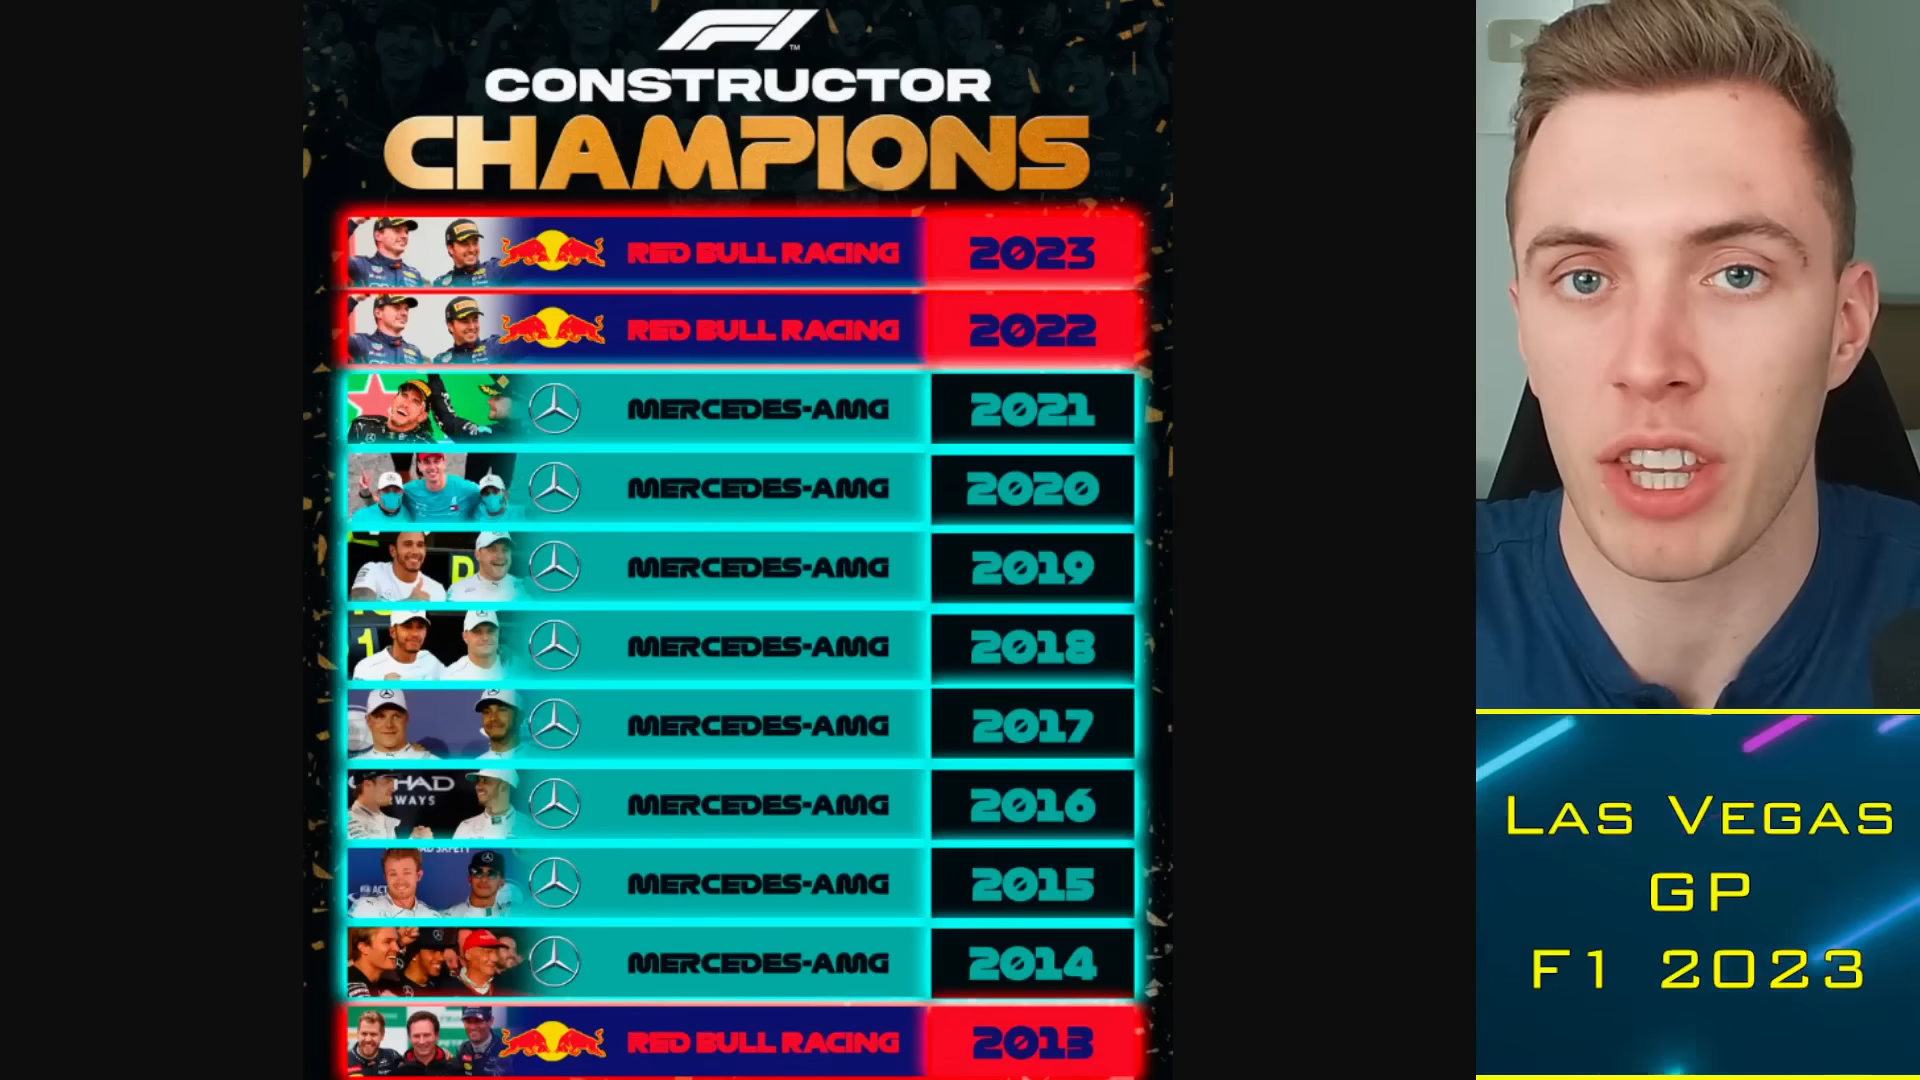 F1™
CONSTRUCTOR
CHAMPIONS
RED BULL RACING 2023
RED BULL RACING 2022
MERCEDES-AMG 2021
MERCEDES-AMG 2020
MERCEDES-AMG 2019
MERCEDES-AMG 2018
MERCEDES-AMG 2017
MERCEDES-AMG 2016
MERCEDES-AMG 2015
MERCEDES-AMG 2014
RED BULL RACING 2013
LAS VEGAS
GP
F1 2023